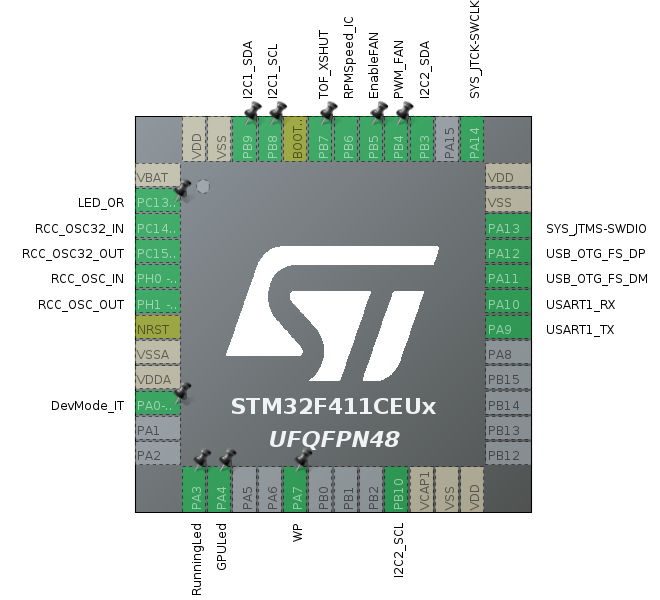 I2C1_SDA
I2C1_SCL
TOF_XSHUT
RPMSpeed_IC
EnableFAN
PWM_FAN
I2C2_SDA
SYS_JTCK-SWCLK
VDD
VSS
PB9
PB8
BOOT..
PB7
PB6
PB5
PB4
PB3
PA15
PA14
VBAT
LED_OR PC13..
RCC_OSC32_IN PC14..
RCC_OSC32_OUT PC15..
RCC_OSC_IN PH0 -..
RCC_OSC_OUT PH1 -..
NRST
VSSA
VDDA
DevMode_IT PA0-..
PA1
PA2
ST
STM32F411CEUx
UFQFPN48
VDD
VSS
PA13 SYS_JTMS-SWDIO
PA12 USB_OTG_FS_DP
PA11 USB_OTG_FS_DM
PA10 USART1_RX
PA9 USART1_TX
PA8
PB15
PB14
PB13
PB12
PA3
PA4
PA5
PA6
PA7
PB0
PB1
PB2
PB10
VCAP1
VSS
VDD
RunningLed
GPULed
WP
I2C2_SCL